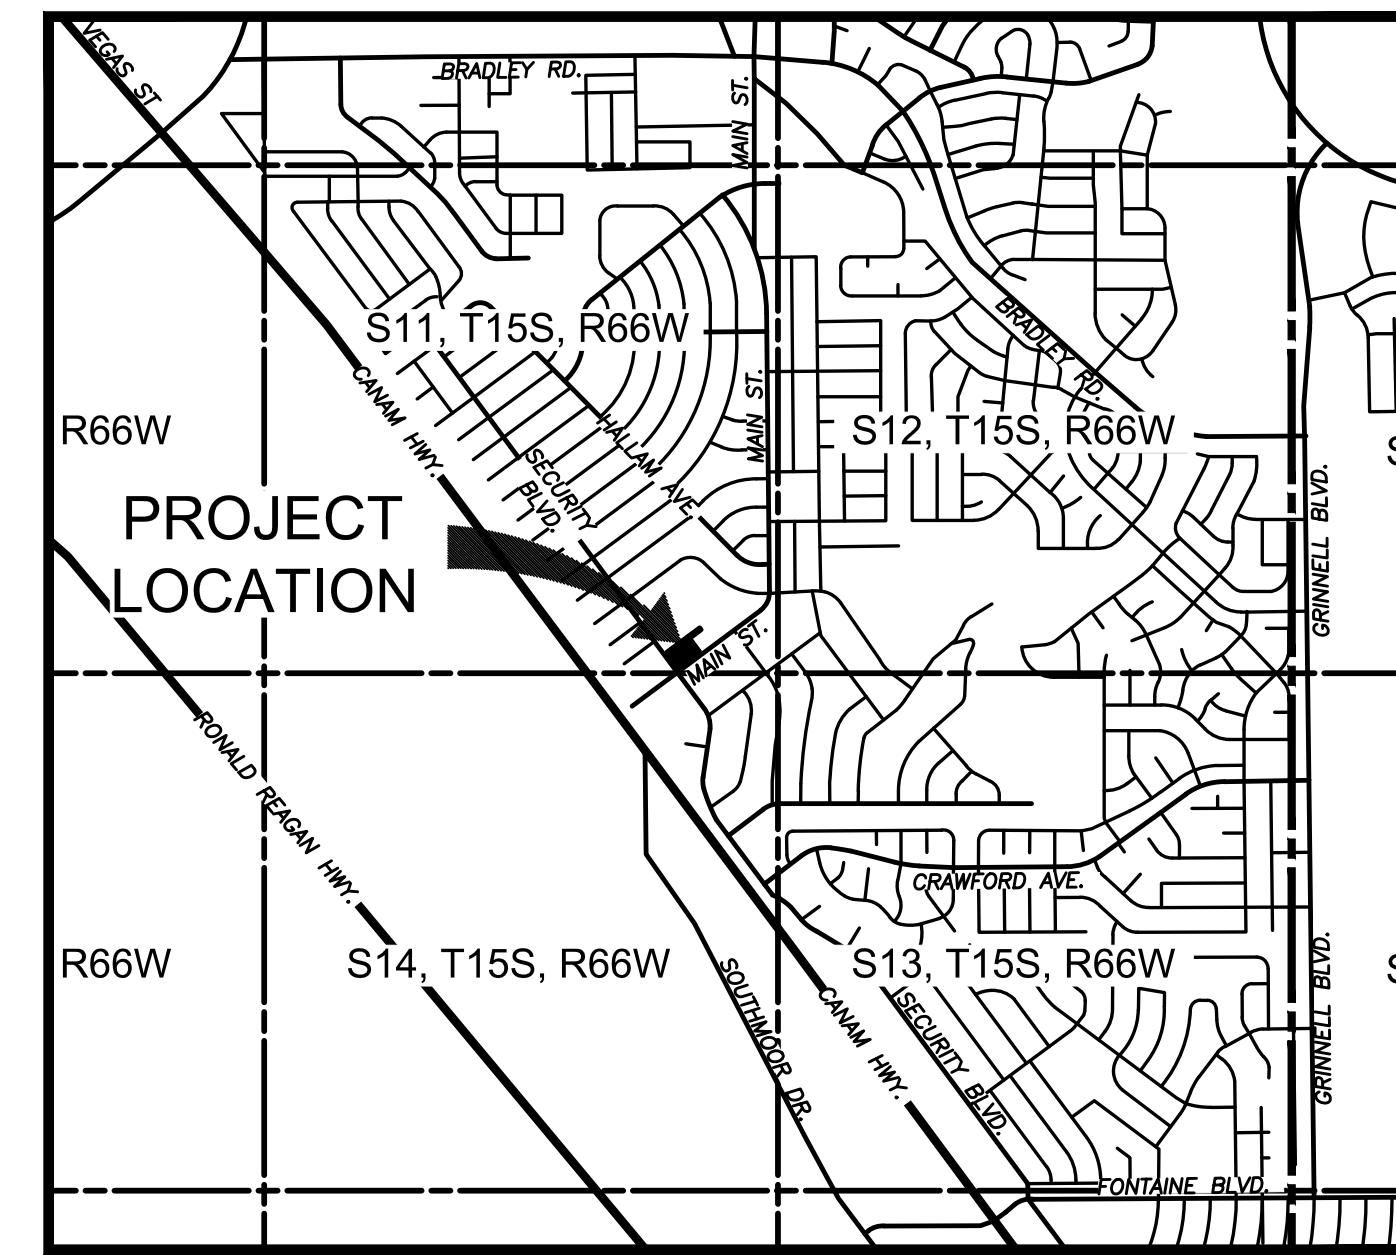 VEGAS ST
BRADLEY RD.
MAIN ST.
S11, T15S, R66W
BRADLEY RD.
CANAM HWY.
MAIN ST.
R66W
HALLAM AVE.
S12, T15S, R66W
S
SECURITY
BLVD.
PROJECT
LOCATION
GRINNELL BLVD.
MAIN ST.
RONALD REAGAN HWY.
CRAWFORD AVE.
R66W
S14, T15S, R66W
S13, T15S, R66W
S
SOUTHMOOR DR.
CANAM HWY.
SECURITY BLVD.
GRINNELL BLVD.
FONTAINE BLVD.